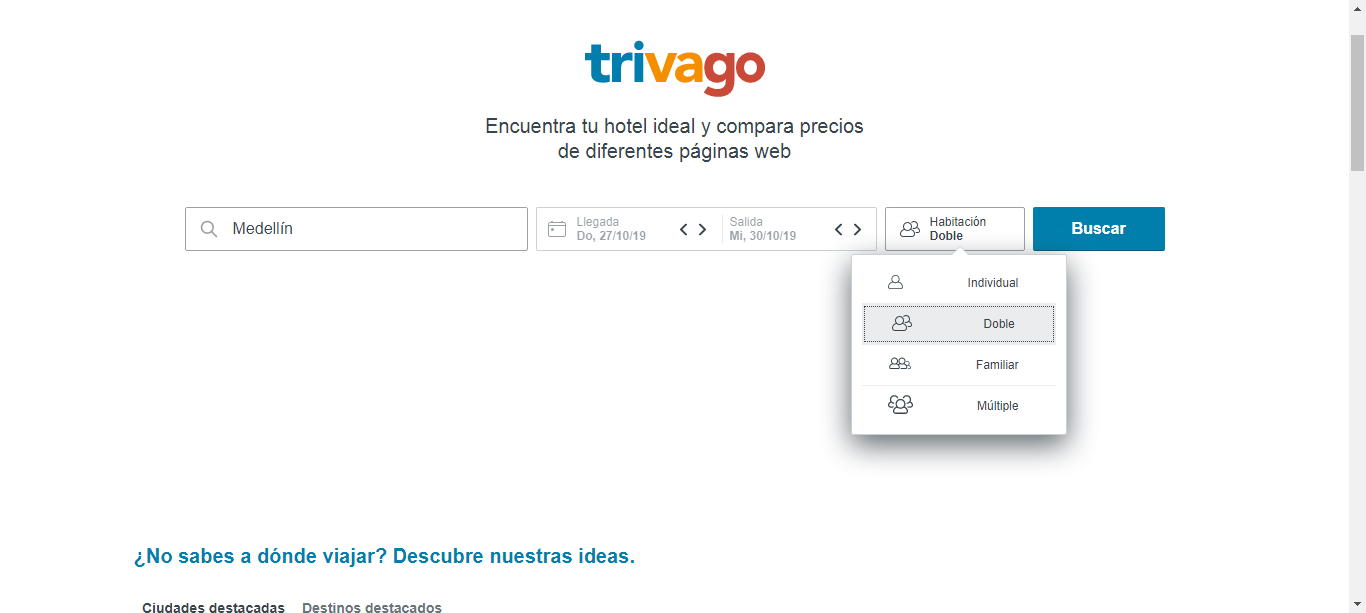 trivago
Encuentra tu hotel ideal y compara precios
de diferentes páginas web
Medellín
Llegada
Do, 27/10/19
Salida
Mi, 30/10/19
Habitación
Doble
Buscar
Individual
Doble
Familiar
Múltiple
¿No sabes a dónde viajar? Descubre nuestras ideas.
Ciudades destacadas Destinos destacados